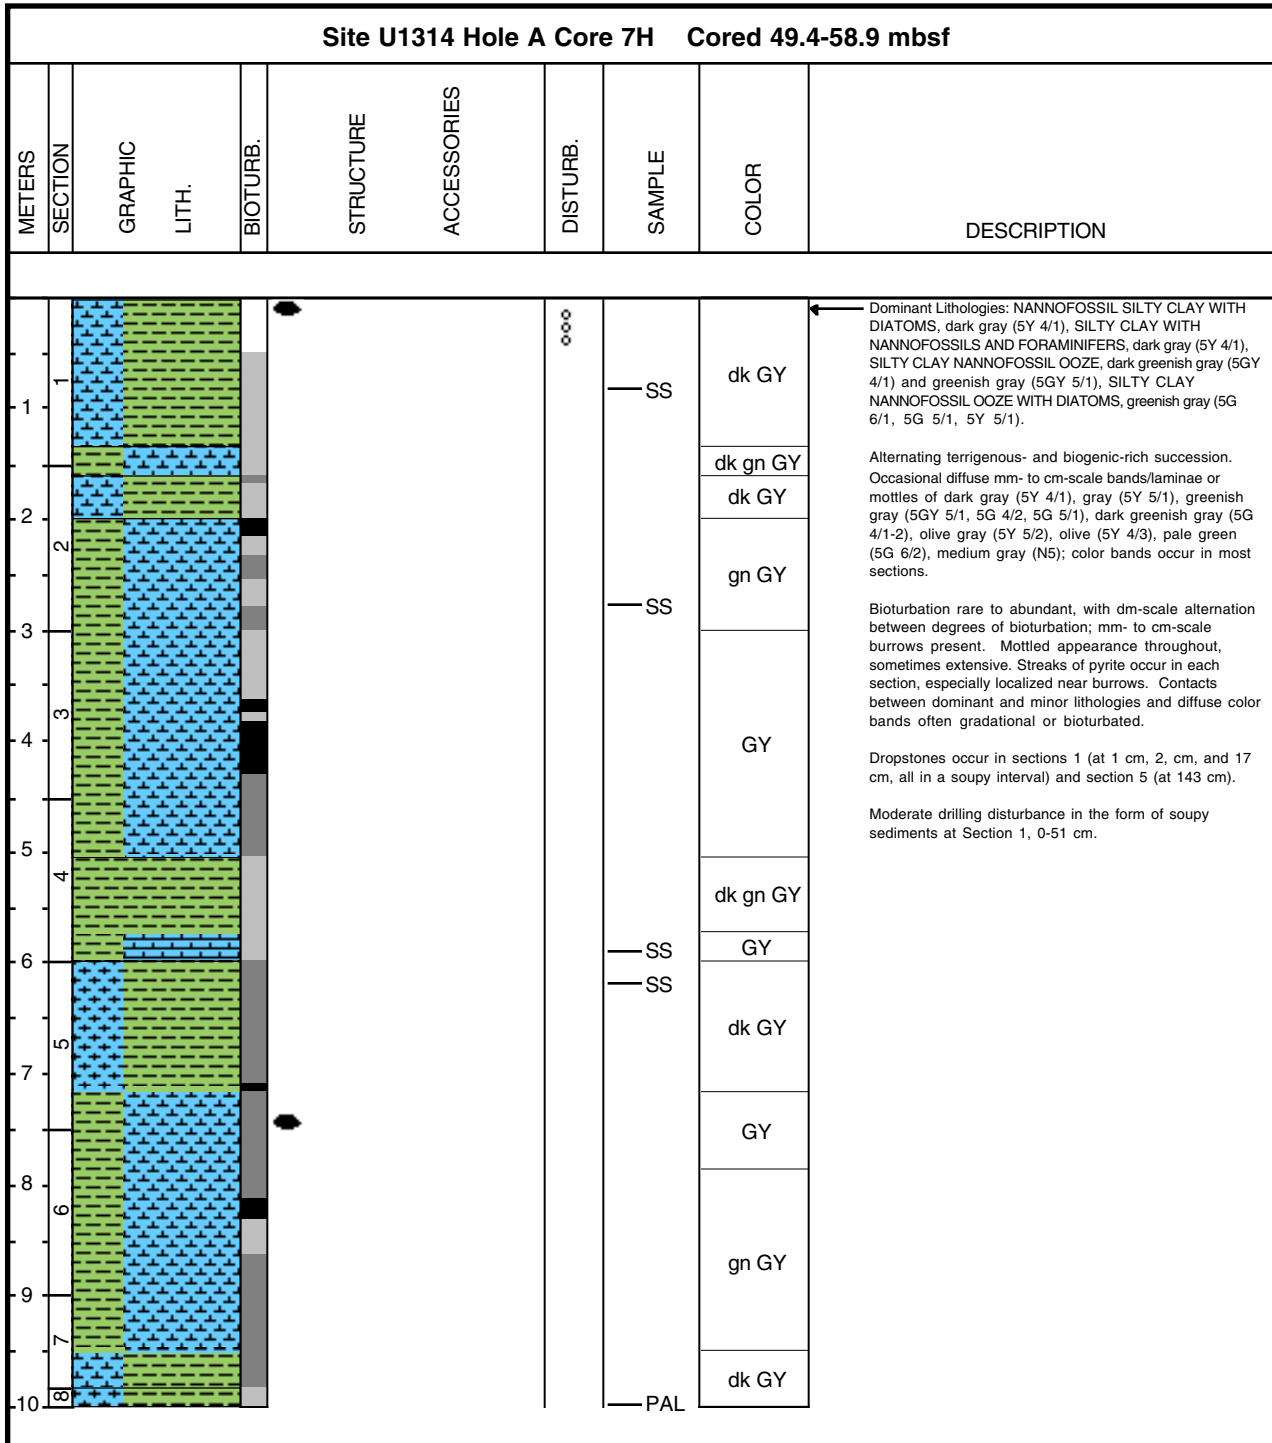 Site U1314 Hole A Core 7H Cored 49.4-58.9 mbsf
METERS
SECTION
GRAPHIC
LITH.
BIOTURB.
STRUCTURE
ACCESSORIES
DISTURB.
SAMPLE
COLOR
DESCRIPTION
1
2
3
4
5
6
7
8
9
10
1
2
3
4
5
6
7
8
SS
SS
SS
SS
PAL
dk GY
dk gn GY
dk GY
gn GY
GY
dk gn GY
GY
dk GY
GY
gn GY
dk GY
Dominant Lithologies: NANNOFOSSIL SILTY CLAY WITH
DIATOMS, dark gray (5Y 4/1), SILTY CLAY WITH
NANNOFOSSILS AND FORAMINIFERS, dark gray (5Y 4/1),
SILTY CLAY NANNOFOSSIL OOZE, dark greenish gray (5GY
4/1) and greenish gray (5GY 5/1), SILTY CLAY
NANNOFOSSIL OOZE WITH DIATOMS, greenish gray (5G
6/1, 5G 5/1, 5Y 5/1).
Alternating terrigenous- and biogenic-rich succession.
Occasional diffuse mm- to cm-scale bands/laminae or
mottles of dark gray (5Y 4/1), gray (5Y 5/1), greenish
gray (5GY 5/1, 5G 4/2, 5G 5/1), dark greenish gray (5G
4/1-2), olive gray (5Y 5/2), olive (5Y 4/3), pale green
(5G 6/2), medium gray (N5); color bands occur in most
sections.
Bioturbation rare to abundant, with dm-scale alternation
between degrees of bioturbation; mm- to cm-scale
burrows present. Mottled appearance throughout,
sometimes extensive. Streaks of pyrite occur in each
section, especially localized near burrows. Contacts
between dominant and minor lithologies and diffuse color
bands often gradational or bioturbated.
Dropstones occur in sections 1 (at 1 cm, 2, cm, and 17
cm, all in a soupy interval) and section 5 (at 143 cm).
Moderate drilling disturbance in the form of soupy
sediments at Section 1, 0-51 cm.